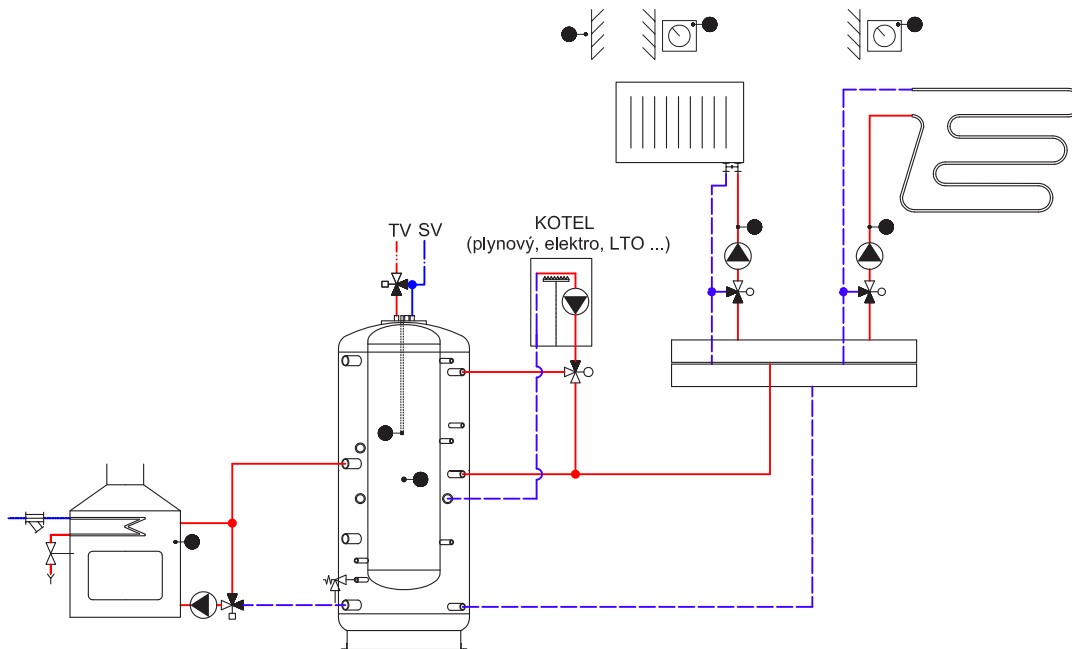 KOTEL
(plynový, elektro, LTO ...)
TV SV